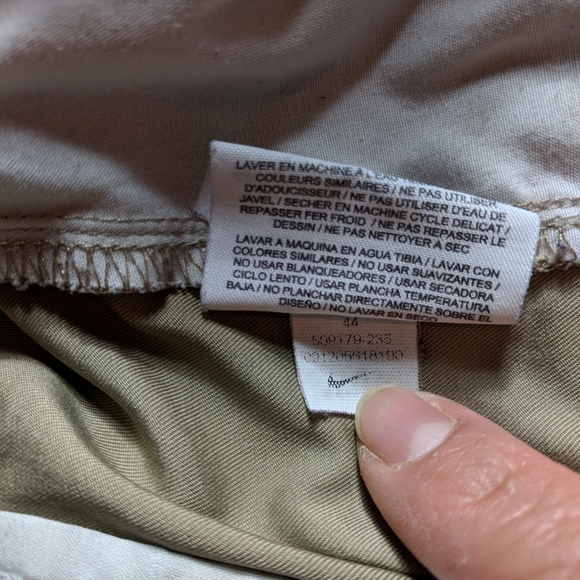 LAVER EN MACHINE A L'EAU
COULEURS SIMILAIRES / NE PAS UTILISER
D'ADOUCISSEUR / NE PAS UTILISER D'EAU DE
JAVEL / SECHER EN MACHINE CYCLE DELICAT /
REPASSER FER FROID / NE PAS REPASSER LE
DESSIN / NE PAS NETTOYER A SEC
LAVAR A MAQUINA EN AGUA TIBIA / LAVAR CON
COLORES SIMILARES / NO USAR SUAVIZANTES /
NO USAR BLANQUEADORES / USAR SECADORA
CICLO LENTO / USAR PLANCHA TEMPERATURA
BAJA / NO PLANCHAR DIRECTAMENTE SOBRE EL
DISEÑO / NO LAVAR EN SECO
44
509179-235
001205618190